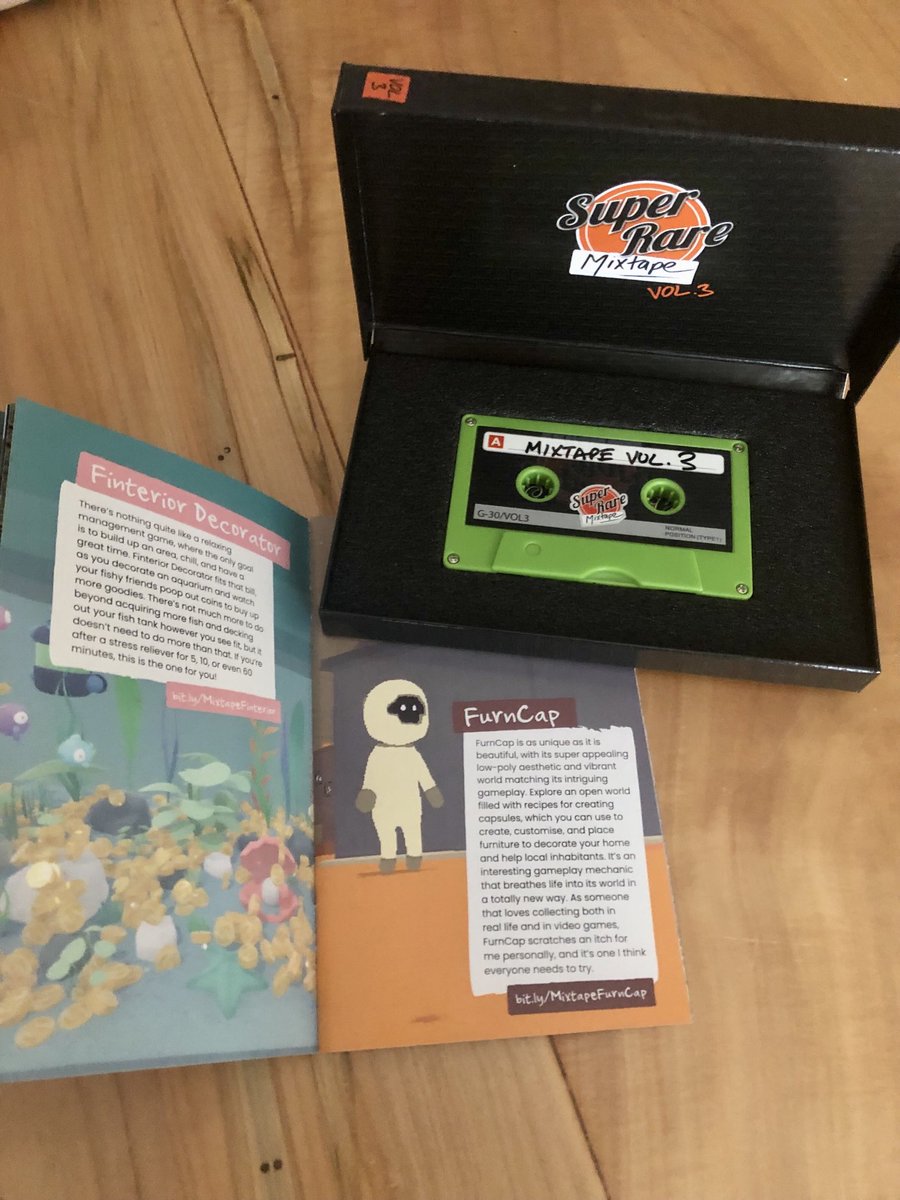 VOL
3
Super
Rare
Mixtape
VOL.3
A
MIXTAPE VOL. 3
Super
Rare
Mixtape
G-30/VOL3
NORMAL
POSITION (TYPE1)
Finterior Decorator
There's nothing quite like a relaxing
management game, where the only goal
is to build up an area, chill, and have a
great time. Finterior Decorator fits that bill,
as you decorate an aquarium and watch
your fishy friends poop out coins to buy up
more goodies. There's not much more to do
beyond acquiring more fish and decking
out your fish tank however you see fit, but it
doesn't need to do more than that. If you're
after a stress reliever for 5, 10, or even 60
minutes, this is the one for you!
bit.ly/MixtapeFinterior
FurnCap
FurnCap is as unique as it is
beautiful, with its super appealing
low-poly aesthetic and vibrant
world matching its intriguing
gameplay. Explore an open world
filled with recipes for creating
capsules, which you can use to
create, customise, and place
furniture to decorate your home
and help local inhabitants. It's an
interesting gameplay mechanic
that breathes life into its world in
a totally new way. As someone
that loves collecting both in
real life and in video games,
FurnCap scratches an itch for
me personally, and it's one I think
everyone needs to try.
bit.ly/MixtapeFurnCap